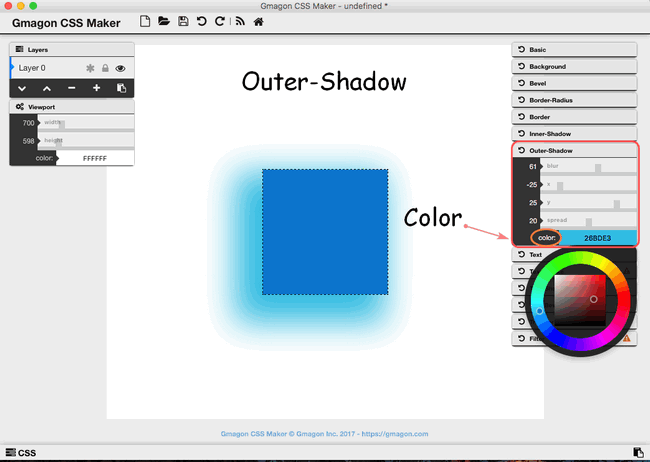 Gmagon CSS Maker - undefined *
Gmagon CSS Maker
Layers
Layer 0
Viewport
700 width
598 height
color: FFFFFF
Outer-Shadow
Color
Basic
Background
Bevel
Border-Radius
Border
Inner-Shadow
Outer-Shadow
61 blur
-25 x
25 y
20 spread
color: 26BDE3
Text
Gmagon CSS Maker © Gmagon Inc. 2017 - https://gmagon.com
CSS